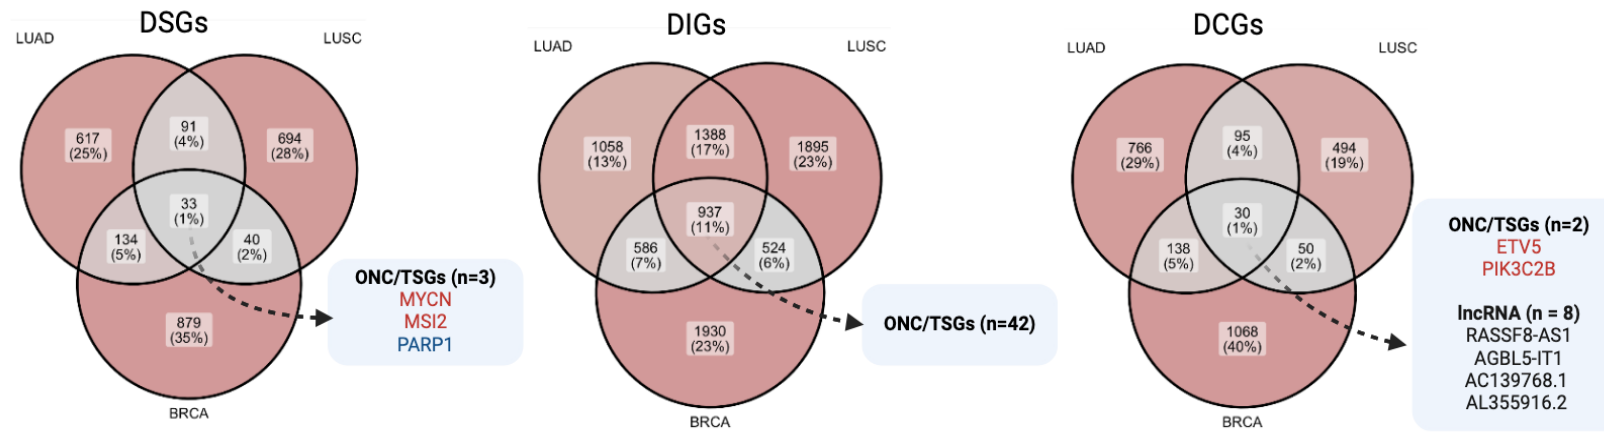 DSGs
LUAD
LUSC
617
(25%)
91
(4%)
694
(28%)
33
(1%)
134
(5%)
40
(2%)
879
(35%)
BRCA
ONC/TSGs (n=3)
MYCN
MSI2
PARP1
DIGs
LUAD
LUSC
1058
(13%)
1388
(17%)
1895
(23%)
937
(11%)
586
(7%)
524
(6%)
1930
(23%)
BRCA
ONC/TSGs (n=42)
DCGs
LUAD
LUSC
766
(29%)
95
(4%)
494
(19%)
30
(1%)
138
(5%)
50
(2%)
1068
(40%)
BRCA
ONC/TSGs (n=2)
ETV5
PIK3C2B
lncRNA (n = 8)
RASSF8-AS1
AGBL5-IT1
AC139768.1
AL355916.2